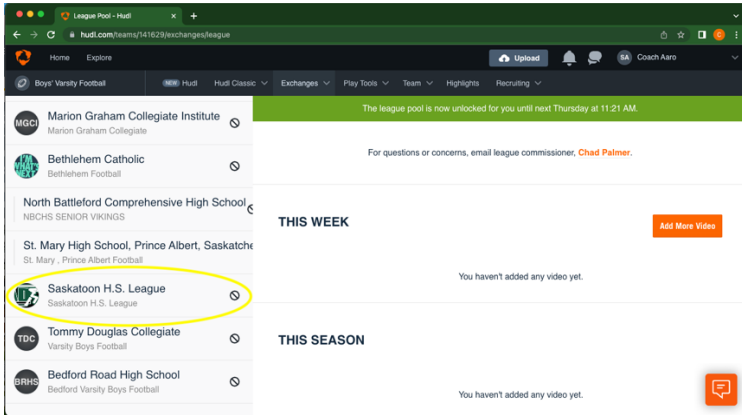 League Pool - Hudl
hudl.com/teams/141629/exchanges/league
Home Explore Upload SA Coach Aaro
Boys' Varsity Football NEW Hudl Hudl Classic Exchanges Play Tools Team Highlights Recruiting
The league pool is now unlocked for you until next Thursday at 11:21 AM.
For questions or concerns, email league commissioner, Chad Palmer.
MGCI
Marion Graham Collegiate Institute
Marion Graham Collegiate
Bethlehem Catholic
Bethlehem Football
North Battleford Comprehensive High School
NBCHS SENIOR VIKINGS
St. Mary High School, Prince Albert, Saskatche
St. Mary , Prince Albert Football
Saskatoon H.S. League
Saskatoon H.S. League
TDC
Tommy Douglas Collegiate
Varsity Boys Football
BRHS
Bedford Road High School
Bedford Varsity Boys Football
THIS WEEK
Add More Video
You haven't added any video yet.
THIS SEASON
You haven't added any video yet.